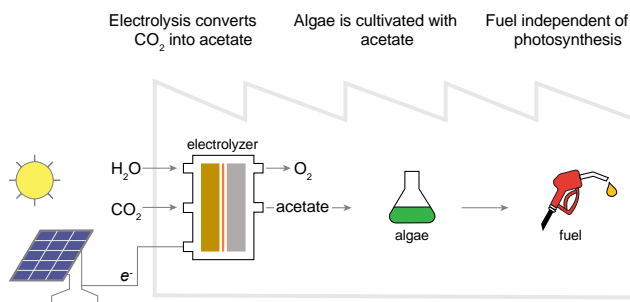 Electrolysis converts
CO₂ into acetate
Algae is cultivated with
acetate
Fuel independent of
photosynthesis
electrolyzer
H₂O
O₂
CO₂
acetate
algae
fuel
e⁻